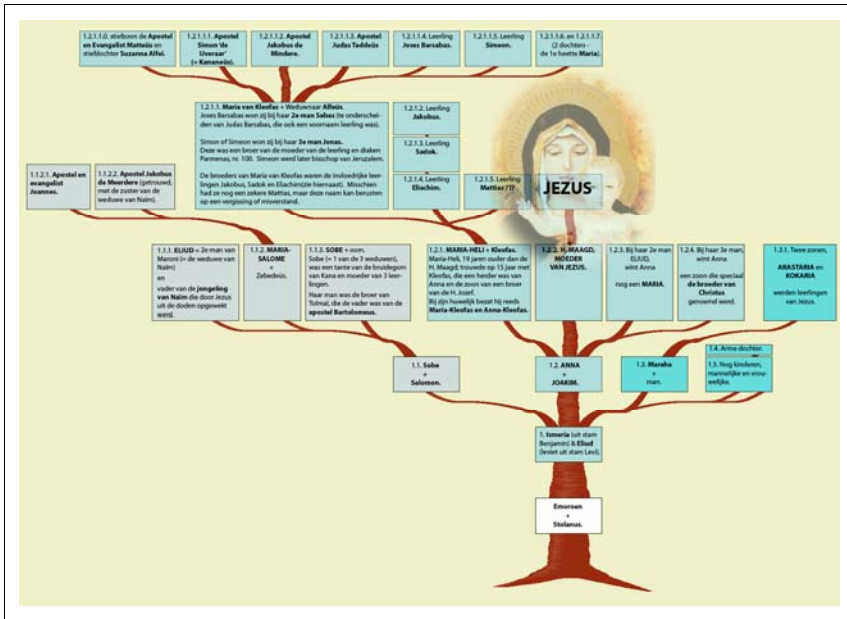 1.2.1.1.0. stiefzoon de Apostel
en Evangelist Matteüs en
stiefdochter Suzanna Alfeï.
1.2.1.1.1. Apostel
Simon 'de
IJveraar'
(= Kananeüs).
1.2.1.1.2. Apostel
Jakobus de
Mindere.
1.2.1.1.3. Apostel
Judas Taddeüs
1.2.1.1.4. Leerling
Joses Barsabas.
1.2.1.1.5. Leerling
Simeon.
1.2.1.1.6. en 1.2.1.1.7.
(2 dochters -
de 1e heette Maria).
1.2.1.1. Maria van Kleofas + Weduwnaar Alfeüs.
Joses Barsabas won zij bij haar 2e man Sabas (te onderschei-
den van Judas Barsabas, die ook een voornaam leerling was).
Simon of Simeon won zij bij haar 3e man Jonas.
Deze was een broer van de moeder van de leerling en diaken
Parmenas, nr. 100. Simeon werd later bisschop van Jeruzalem.
De broeders van Maria van Kleofas waren de invloedrijke leer-
lingen Jakobus, Sadok en Eliachim(zie hiernaast). Misschien
had ze nog een zekere Mattias, maar deze naam kan berusten
op een vergissing of misverstand.
1.2.1.2. Leerling
Jakobus.
1.2.1.3. Leerling
Sadok.
1.2.1.4. Leerling
Eliachim.
1.2.1.5. Leerling
Mattias ???
JEZUS
1.1.2.1. Apostel en
evangelist
Joannes.
1.1.2.2. Apostel Jakobus
de Meerdere (getrouwd,
met de zuster van de
weduwe van Naïm).
1.1.1. ELIUD = 2e man van
Maroni (= de weduwe van
Naïm)
en
vader van de jongeling
van Naïm die door Jezus
uit de doden opgewekt
werd.
1.1.2. MARIA-
SALOME
+
Zebedeüs.
1.1.3. SOBE + oom.
Sobe (= 1 van de 3 weduwen),
was een tante van de bruidegom
van Kana en moeder van 3 leer-
lingen.
Haar man was de broer van
Tolmai, die de vader was van de
apostel Bartolomeus.
1.2.1. MARIA-HELI + Kleofas.
Maria-Heli, 19 jaren ouder dan de
H. Maagd; trouwde op 15 jaar met
Kleofas, die een herder was van
Anna en de zoon van een broer
van de H. Jozef.
Bij zijn huwelijk bezat hij reeds
Maria-Kleofas en Anna-Kleofas.
1.2.2. H. MAAGD,
MOEDER
VAN JEZUS.
1.2.3. Bij haar 2e man
ELIUD,
wint Anna
nog een MARIA.
1.2.4. Bij haar 3e man,
wint Anna
een zoon die speciaal
de broeder van
Christus
genoemd werd.
1.3.1. Twee zonen,
ARASTARIA en
KOKARIA
werden leerlingen
van Jezus.
1.1. Sobe
+
Salomon.
1.2. ANNA
+
JOAKIM.
1.3. Maraha
+
man.
1.4. Arme dochter.
1.5. Nog kinderen,
mannelijke en vrou-
welijke.
1. Ismeria (uit stam
Benjamin) & Eliud
(leviet uit stam Levi).
Emoroen
+
Stolanus.